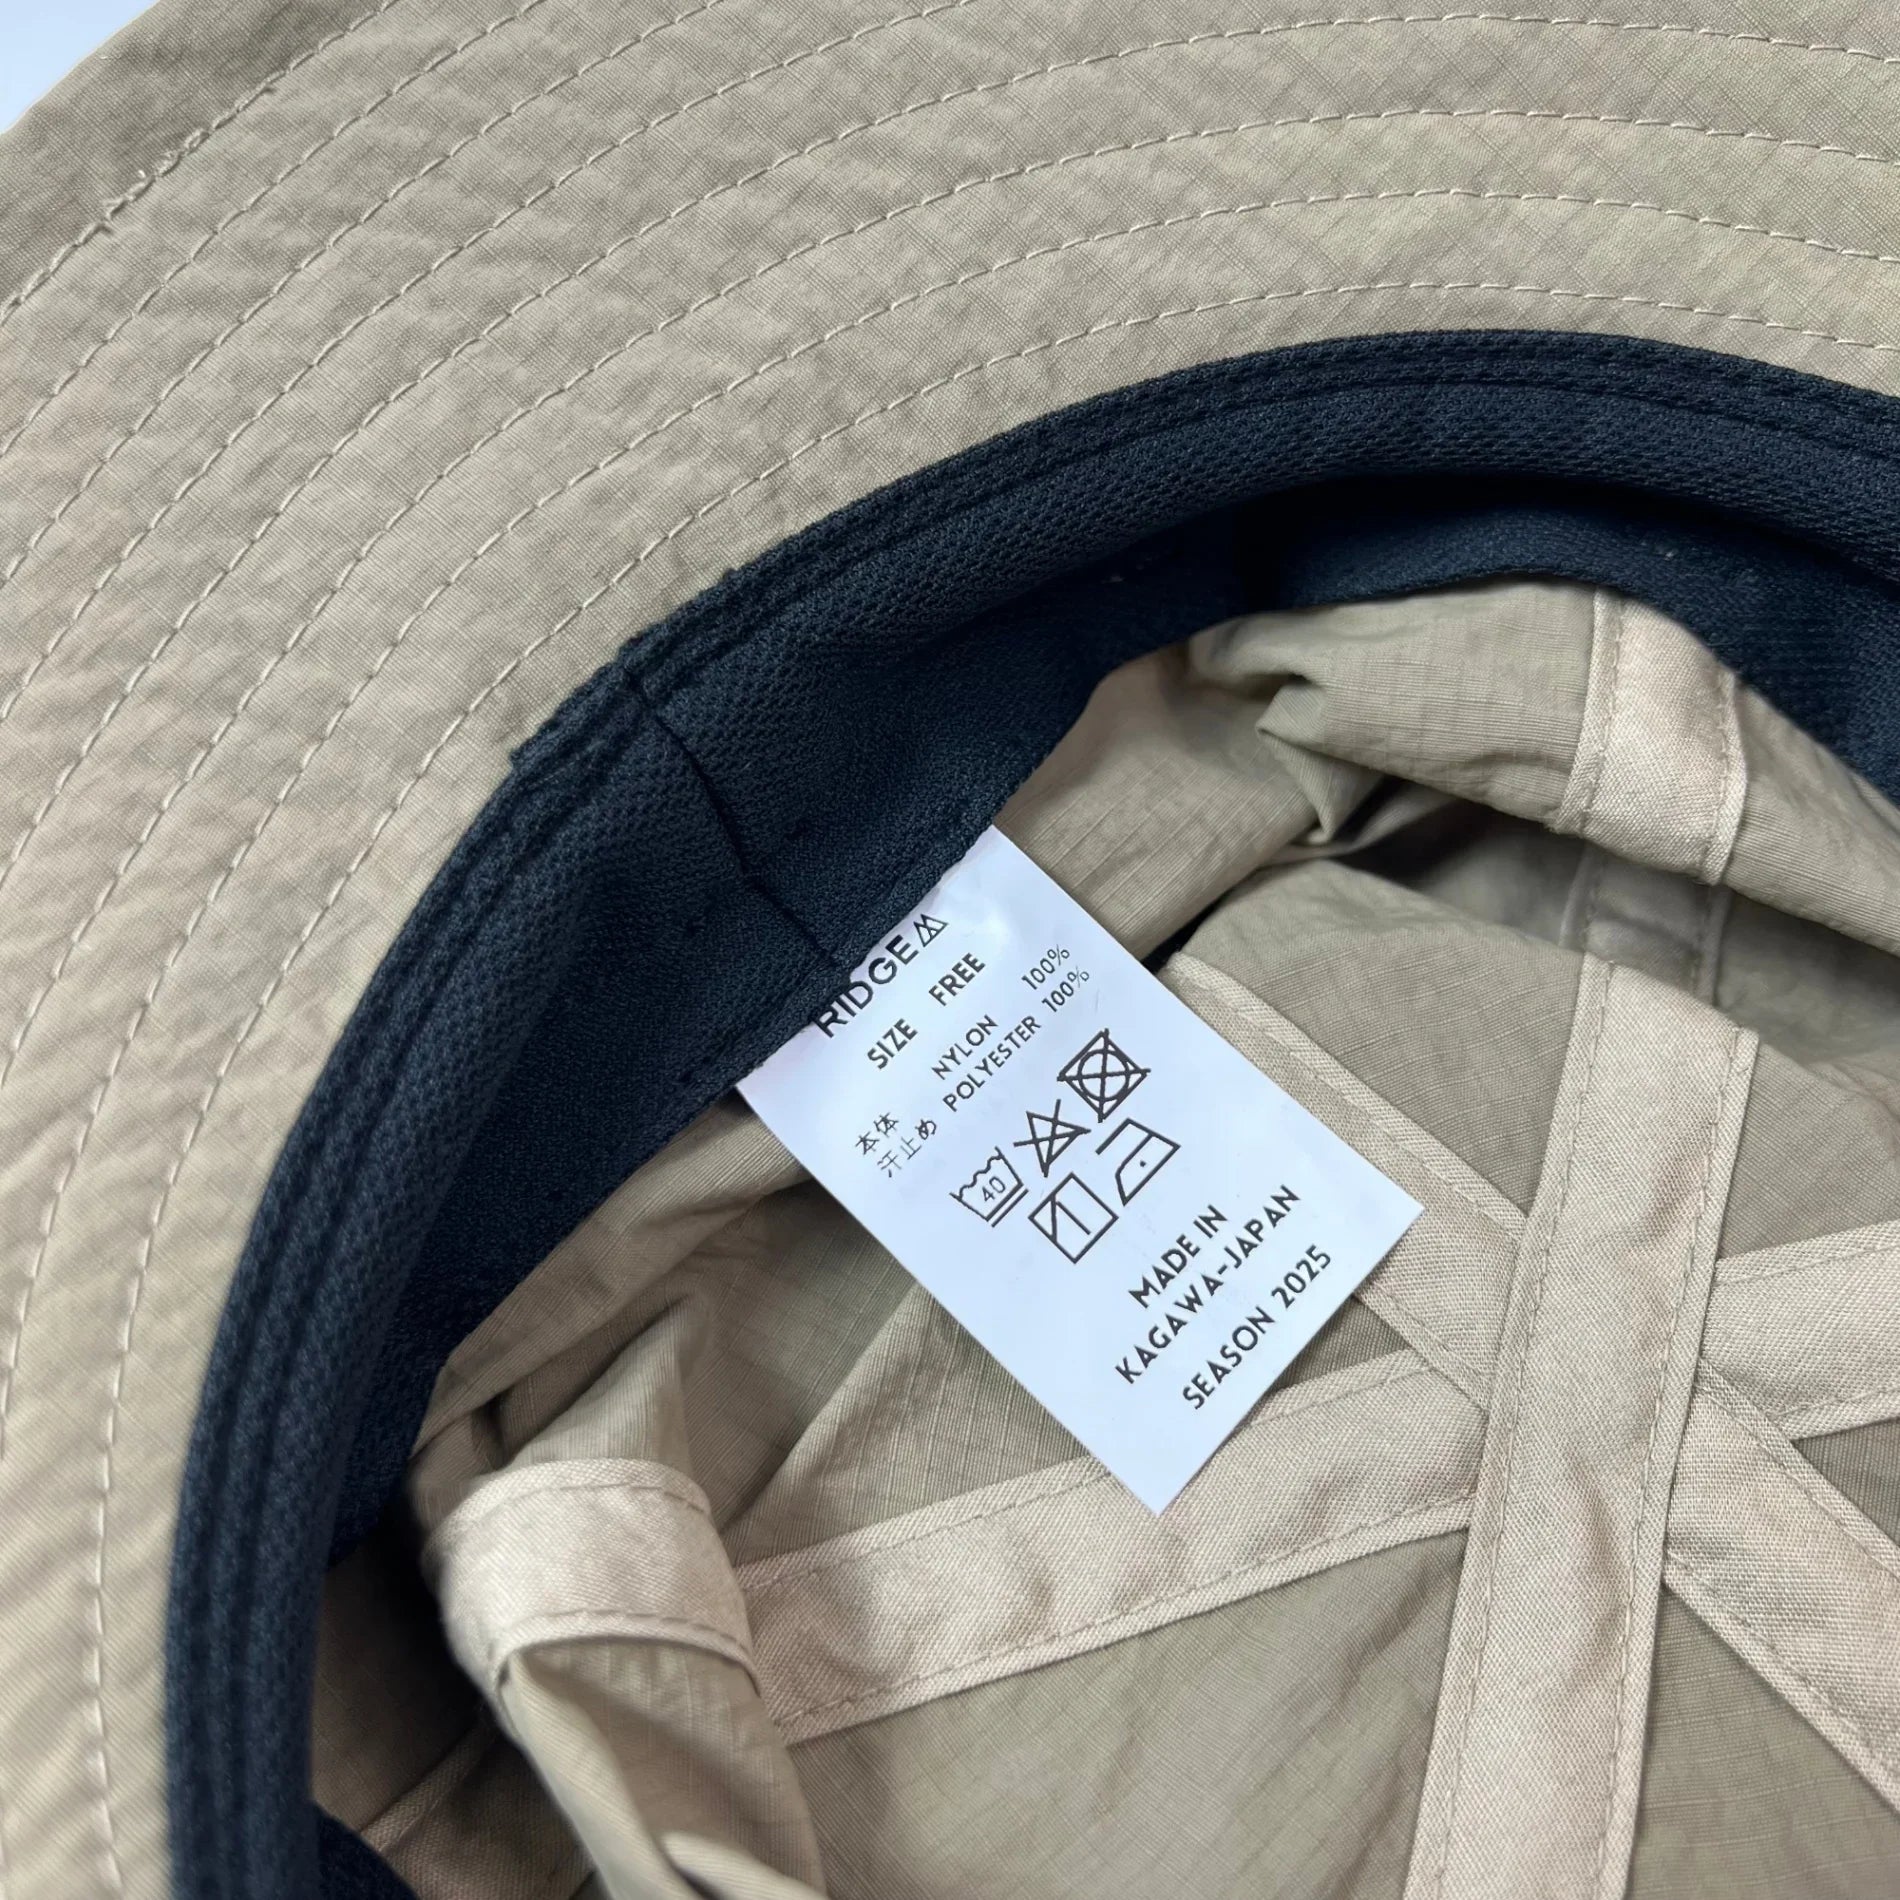 RIDGE
SIZE FREE
本体 NYLON 100%
汗止め POLYESTER 100%
40
MADE IN
KAGAWA-JAPAN
SEASON 2025